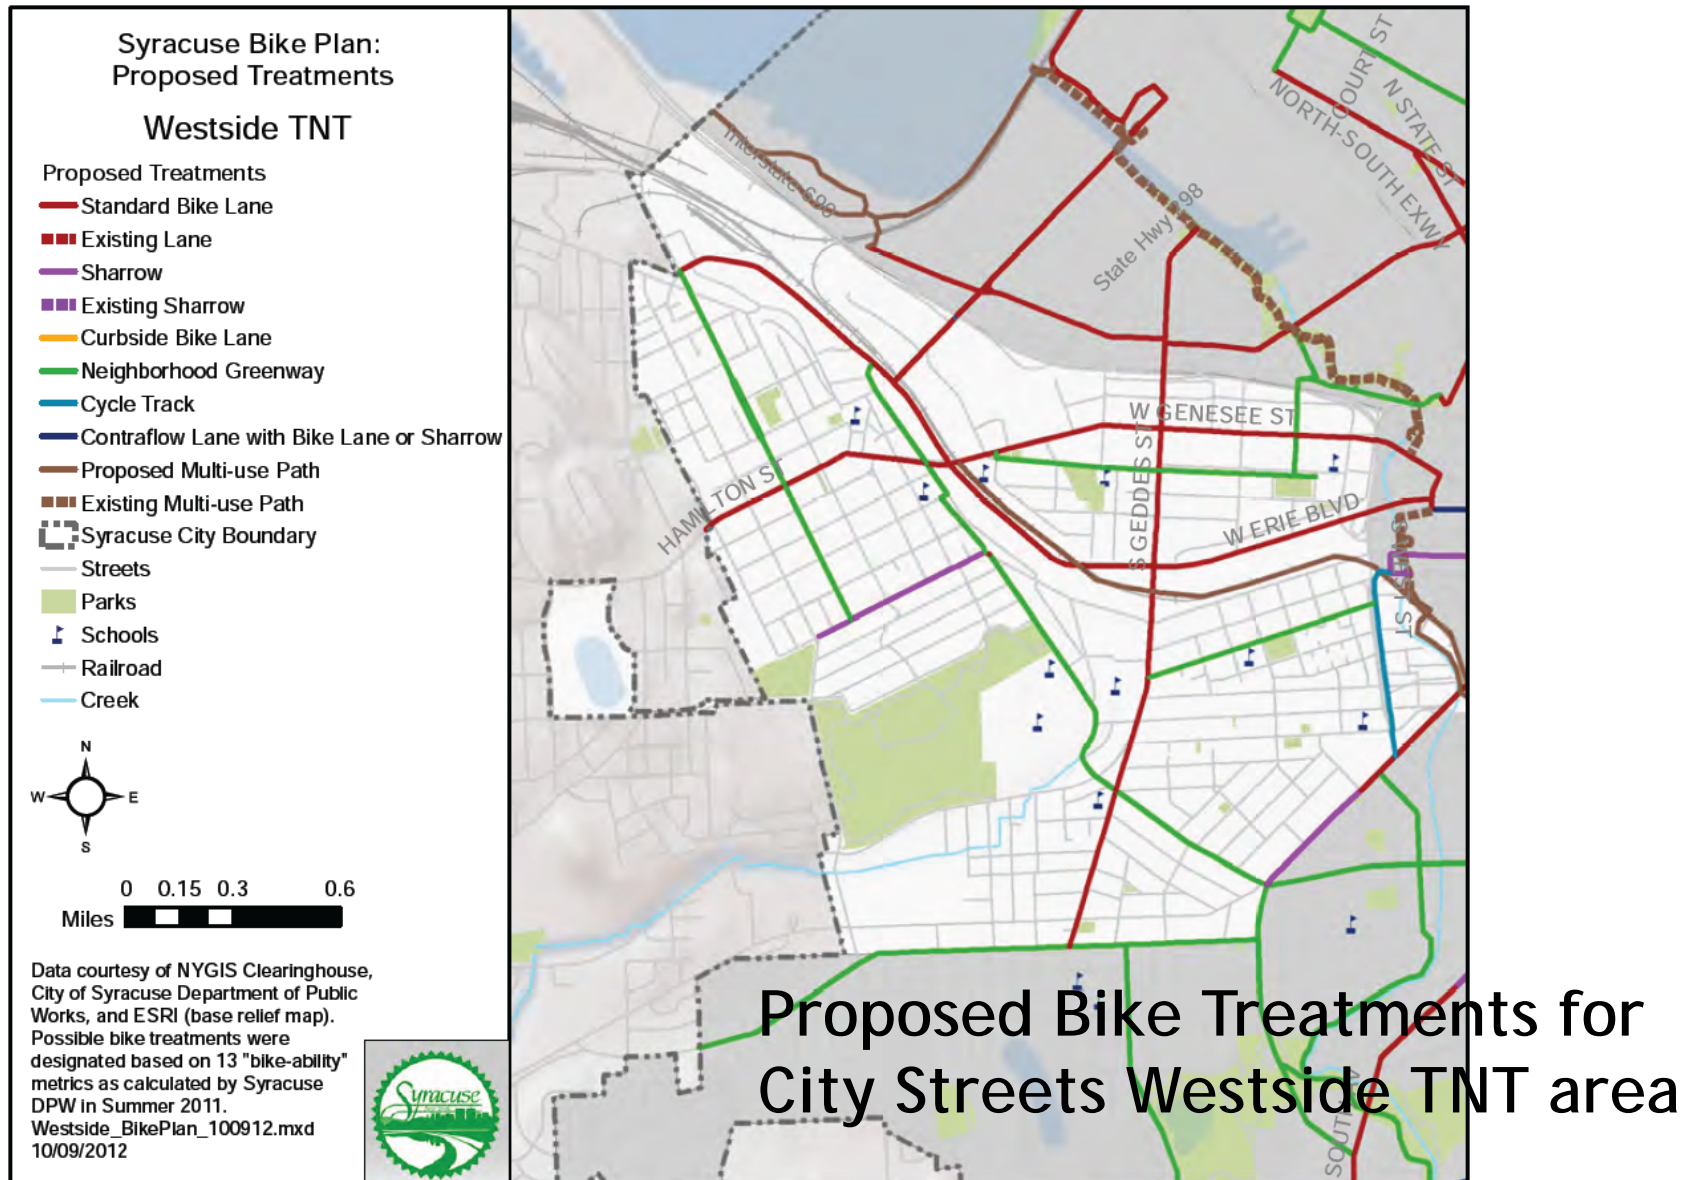 Syracuse Bike Plan:
Proposed Treatments
Westside TNT
Proposed Treatments
Standard Bike Lane
Existing Lane
Sharrow
Existing Sharrow
Curbside Bike Lane
Neighborhood Greenway
Cycle Track
Contraflow Lane with Bike Lane or Sharrow
Proposed Multi-use Path
Existing Multi-use Path
Syracuse City Boundary
Streets
Parks
Schools
Railroad
Creek
N
W
E
S
0 0.15 0.3 0.6
Miles
Data courtesy of NYGIS Clearinghouse,
City of Syracuse Department of Public
Works, and ESRI (base relief map).
Possible bike treatments were
designated based on 13 "bike-ability"
metrics as calculated by Syracuse
DPW in Summer 2011.
Westside_BikePlan_100912.mxd
10/09/2012
Syracuse
Interstate 690
COURT ST
N STATE ST
NORTH-SOUTH EXWY
State Hwy
98
W GENESEE ST
S GEDDES ST
HAMILTON ST
W ERIE BLVD
ST
Proposed Bike Treatments for
City Streets Westside TNT area